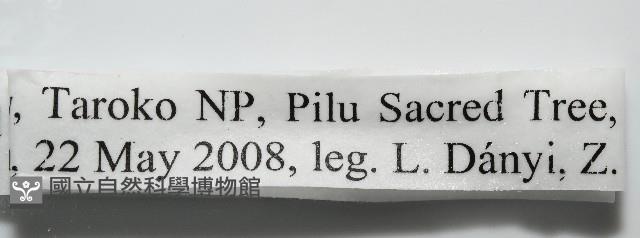 , Taroko NP, Pilu Sacred Tree,
, 22 May 2008, leg. L. Dányi, Z.
國立自然科學博物館